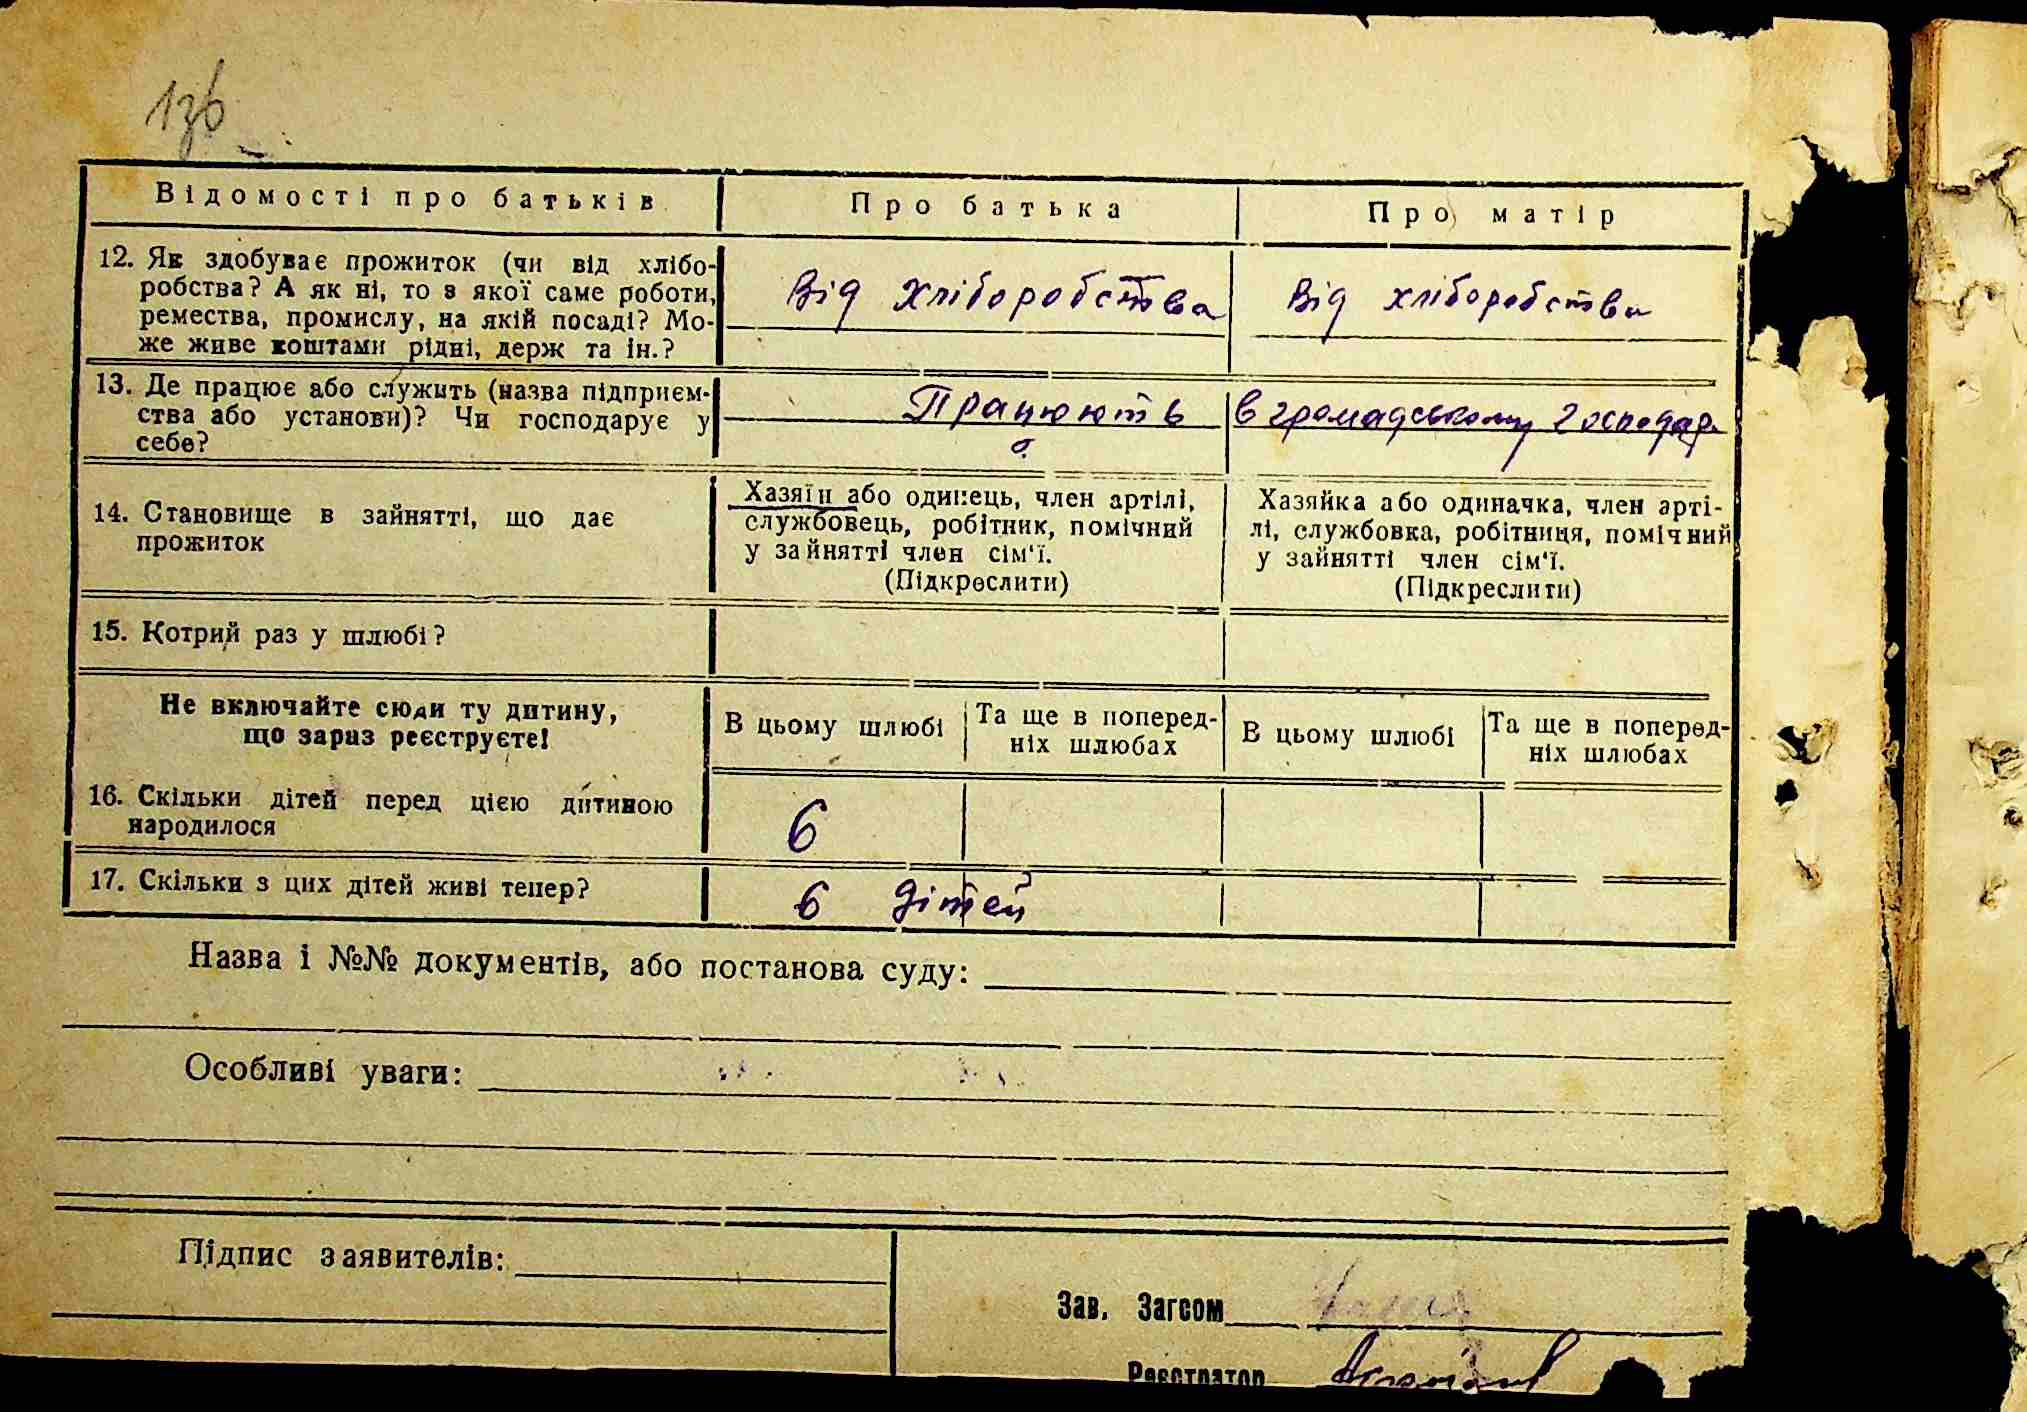 Відомості про батьків
Про батька
Про матір
12. Як здобуває прожиток (чи від хлібо-
робства? А як ні, то з якої саме роботи,
ремества, промислу, на якій посаді? Мо-
же живе коштами рідні, держ та ін.?
Від хліборобства
Від хліборобства
13. Де працює або служить (назва підприєм-
ства або установи)? Чи господарує у
себе?
Працюють
в громадському господар.
14. Становище в зайнятті, що дає
прожиток
Хазяїн або одинець, член артілі,
службовець, робітник, помічний
у зайнятті член сім'ї.
(Підкреслити)
Хазяйка або одиначка, член арті-
лі, службовка, робітниця, помічний
у зайнятті член сім'ї.
(Підкреслити)
15. Котрий раз у шлюбі?
Не включайте сюди ту дитину,
що зараз реєструєте!
В цьому шлюбі
Та ще в поперед-
ніх шлюбах
В цьому шлюбі
Та ще в поперед-
ніх шлюбах
16. Скільки дітей перед цією дитиною
народилося
6
17. Скільки з цих дітей живі тепер?
6 дітей
Назва і №№ документів, або постанова суду:
Особливі уваги:
Підпис заявителів:
Зав. Загсом
Реєстратор